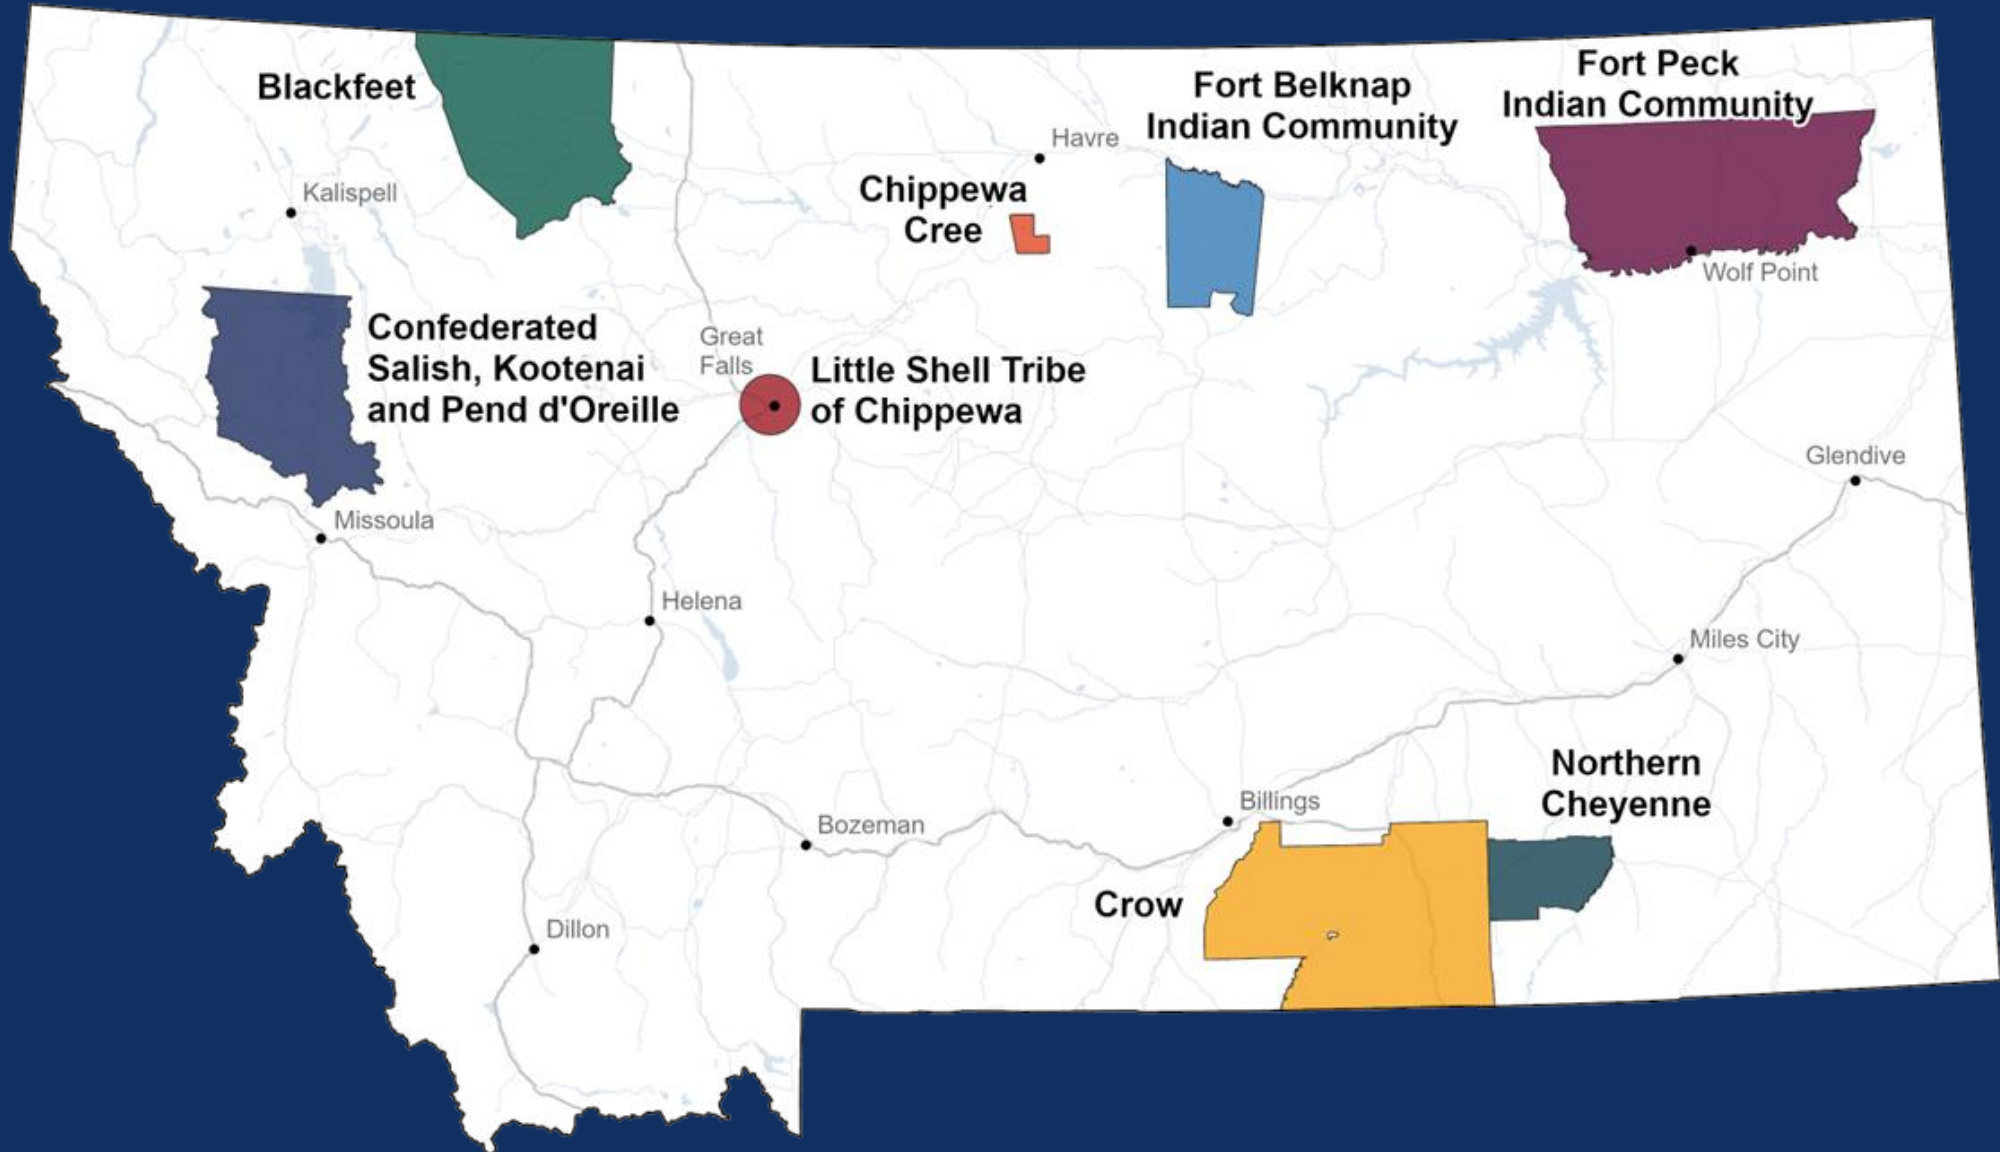 Fort Peck
Indian Community
Blackfeet
Fort Belknap
Indian Community
Havre
Chippewa
Cree
Kalispell
Wolf Point
Confederated
Salish, Kootenai
and Pend d'Oreille
Great
Falls
Little Shell Tribe
of Chippewa
Glendive
Missoula
Helena
Miles City
Northern
Cheyenne
Billings
Bozeman
Crow
Dillon